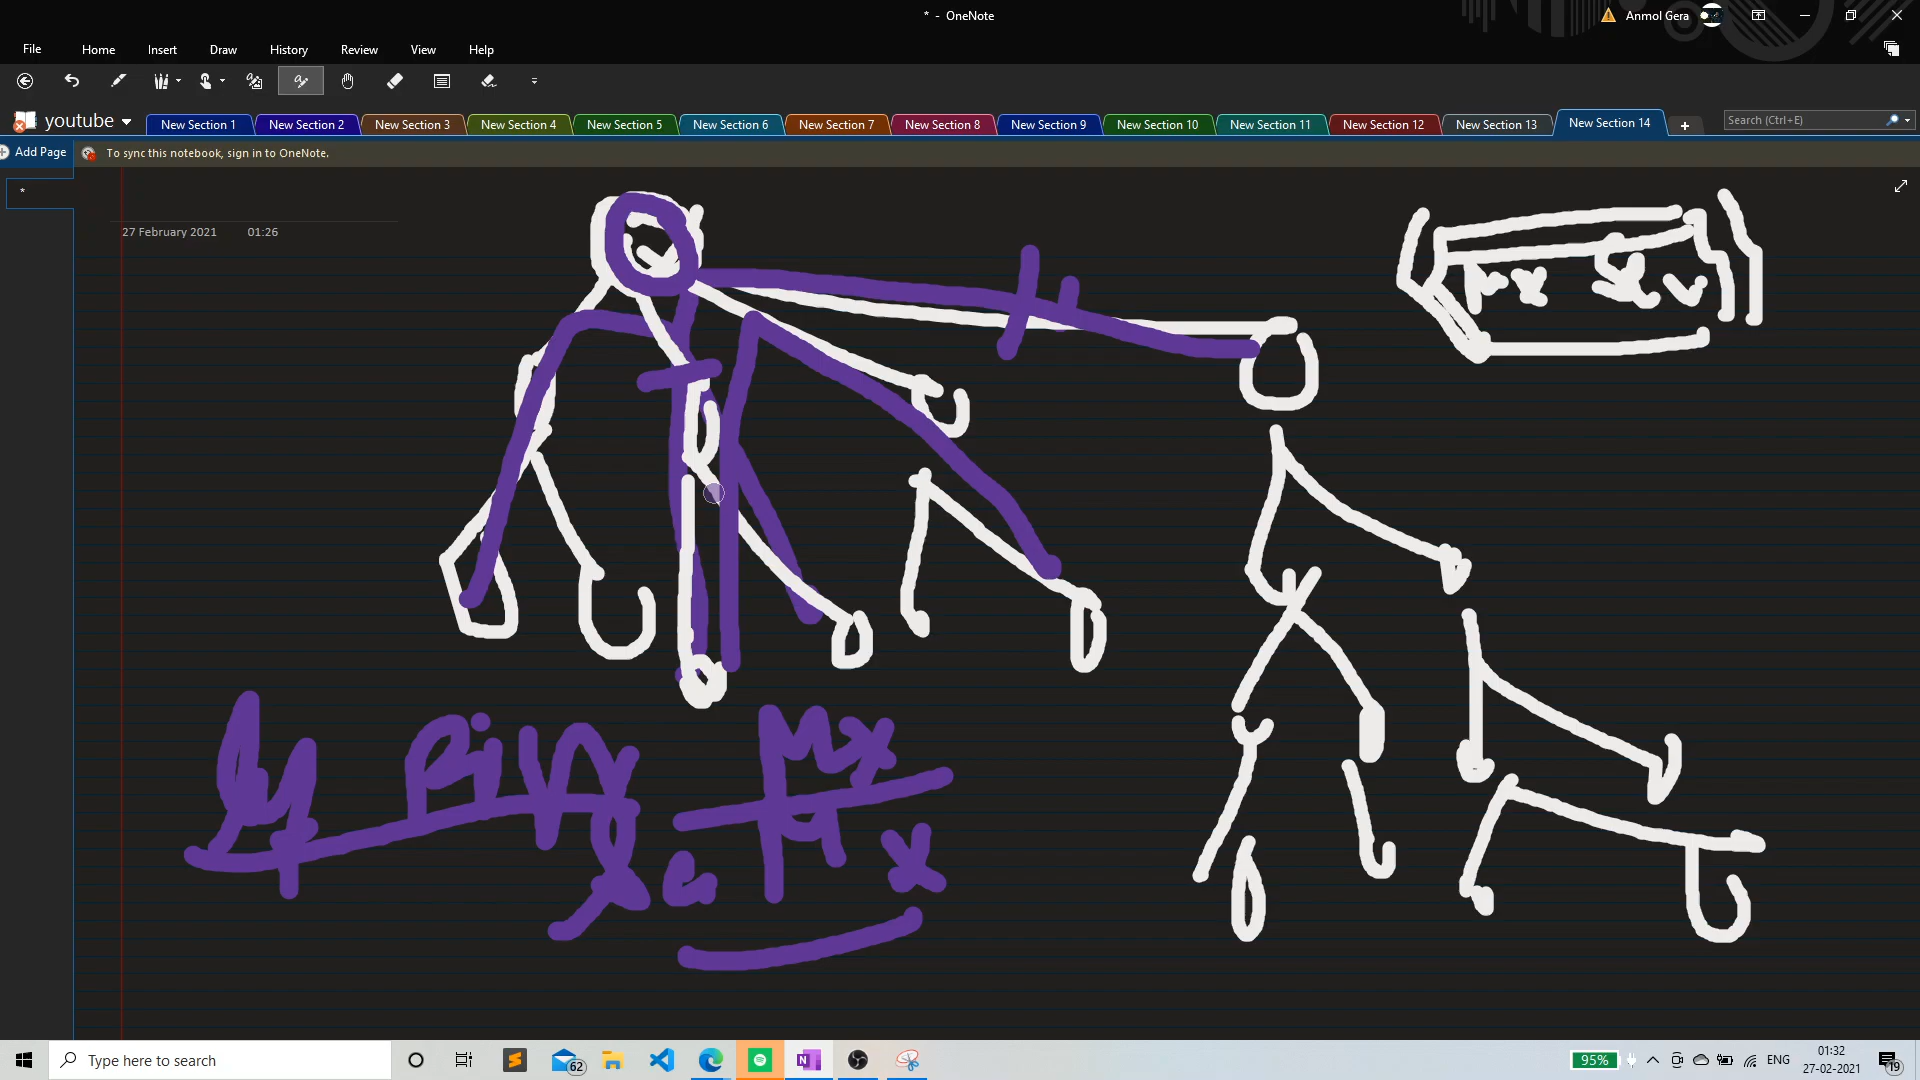 * - OneNote
Anmol Gera
File Home Insert Draw History Review View Help
youtube New Section 1 New Section 2 New Section 3 New Section 4 New Section 5 New Section 6 New Section 7 New Section 8 New Section 9 New Section 10 New Section 11 New Section 12 New Section 13 New Section 14 + Search (Ctrl+E)
Add Page To sync this notebook, sign in to OneNote.
*
27 February 2021 01:26
Type here to search
62
95% ENG 01:32
27-02-2021
19